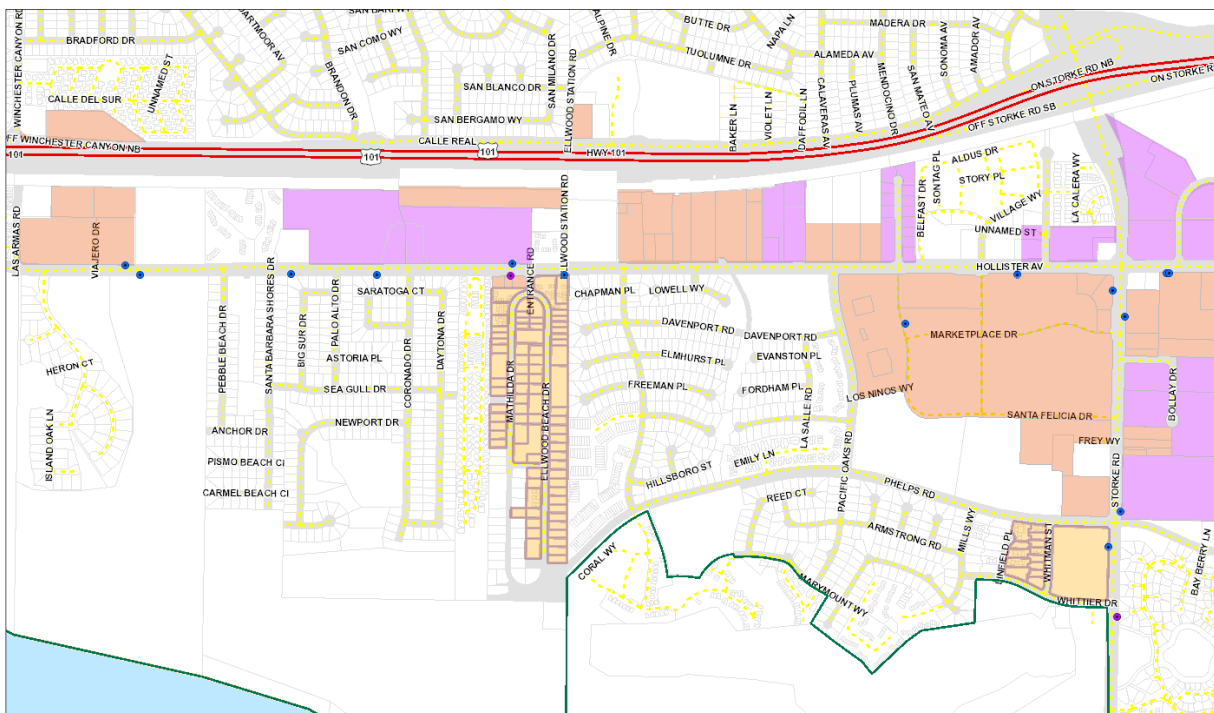 WINCHESTER CANYON RD
BRADFORD DR
UNNAMED ST
DARTMOOR AV
SAN COMO WY
BRANDON DR
SAN BLANCO DR
SAN MILANO DR
ELLWOOD STATION RD
ALPINE DR
BUTTE DR
NAPA LN
TUOLUMNE DR
ALAMEDA AV
MADERA DR
SONOMA AV
AMADOR AV
CALLE DEL SUR
SAN BERGAMO WY
CALLE REAL
BAKER LN
VIOLET LN
DAFFODIL LN
CALAVERAS AV
PLUMAS AV
MENDOCINO DR
SAN MATEO AV
ON STORKE RD NB
ON STORKE R
OFF STORKE RD SB
OFF WINCHESTER CANYON NB
101
101
101
HWY 101
ALDUS DR
STORY PL
SONTAG PL
BELFAST DR
VILLAGE WY
UNNAMED ST
LA CALERA WY
LAS ARMAS RD
VIAJERO DR
ELLWOOD STATION RD
HOLLISTER AV
SANTA BARBARA SHORES DR
PEBBLE BEACH DR
BIG SUR DR
PALO ALTO DR
SARATOGA CT
ENTRANCE RD
CHAPMAN PL
LOWELL WY
DAVENPORT RD
DAVENPORT RD
MARKETPLACE DR
HERON CT
ASTORIA PL
DAYTONA DR
CORONADO DR
MATHILDA DR
ELLWOOD BEACH DR
ELMHURST PL
EVANSTON PL
FREEMAN PL
FORDHAM PL
LA SALLE RD
LOS NINOS WY
BOLLAY DR
SEA GULL DR
ISLAND OAK LN
ANCHOR DR
NEWPORT DR
SANTA FELICIA DR
FREY WY
PISMO BEACH CI
CARMEL BEACH CI
HILLSBORO ST
EMILY LN
PACIFIC OAKS RD
PHELPS RD
STORKE RD
REED CT
ARMSTRONG RD
MILLS WY
LINFIELD PL
WHITMAN ST
CORAL WY
MARYMOUNT WY
WHITTIER DR
BAY BERRY LN